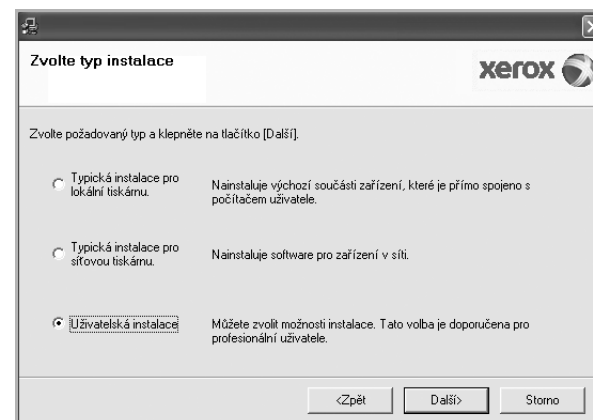 Zvolte typ instalace
xerox
Zvolte požadovaný typ a klepněte na tlačítko [Další].
Typická instalace pro
lokální tiskárnu.
Nainstaluje výchozí součásti zařízení, které je přímo spojeno s
počítačem uživatele.
Typická instalace pro
síťovou tiskárnu.
Nainstaluje software pro zařízení v síti.
Uživatelská instalace
Můžete zvolit možnosti instalace. Tato volba je doporučena pro
profesionální uživatele.
<Zpět
Další>
Storno